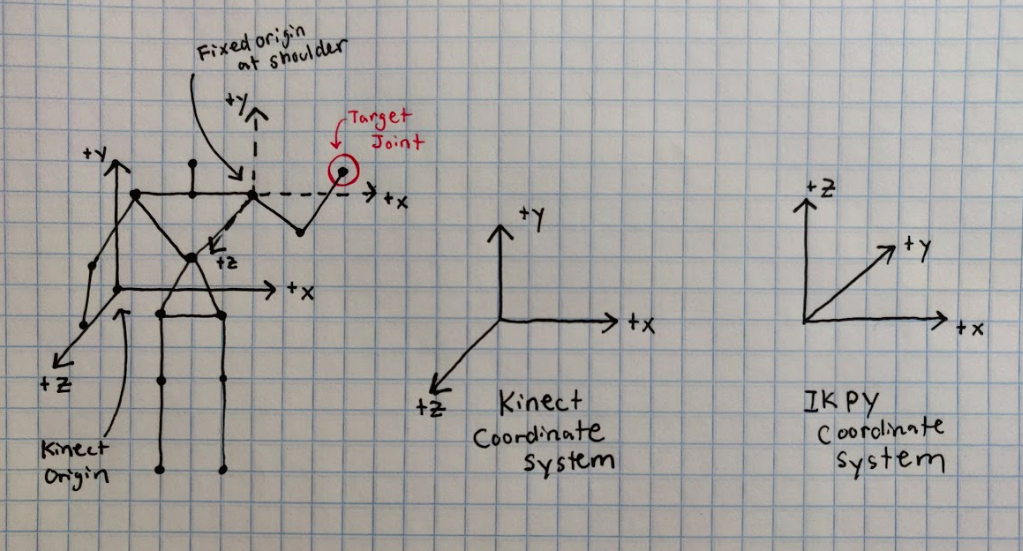 Fixed origin
at shoulder
+y
Target
Joint
+y
+x
+z
+x
+z
Kinect
Origin
+y
+x
+z
Kinect
Coordinate
System
+z
+y
+x
IKPY
Coordinate
System